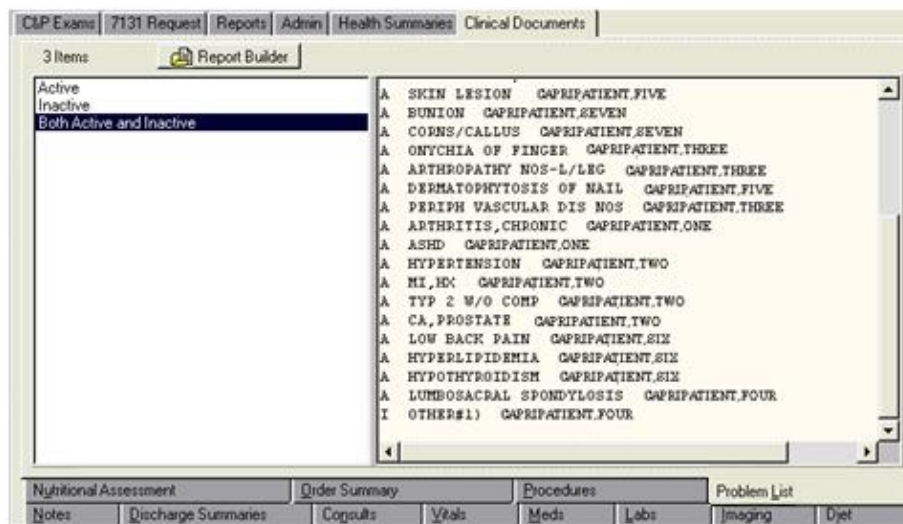 C&P Exams 7131 Request Reports Admin Health Summaries Clinical Documents
3 Items Report Builder
Active
Inactive
Both Active and Inactive
A SKIN LESION CAPRIPATIENT,FIVE
A BUNION CAPRIPATIENT,SEVEN
A CORNS/CALLUS CAPRIPATIENT,SEVEN
A ONYCHIA OF FINGER CAPRIPATIENT,THREE
A ARTHROPATHY NOS-L/LEG CAPRIPATIENT,THREE
A DERMATOPHYTOSIS OF NAIL CAPRIPATIENT,FIVE
A PERIPH VASCULAR DIS NOS CAPRIPATIENT,THREE
A ARTHRITIS,CHRONIC CAPRIPATIENT,ONE
A ASHD CAPRIPATIENT,ONE
A HYPERTENSION CAPRIPATIENT,TWO
A MI,HX CAPRIPATIENT,TWO
A TYP 2 W/O COMP CAPRIPATIENT,TWO
A CA,PROSTATE CAPRIPATIENT,TWO
A LOW BACK PAIN CAPRIPATIENT,SIX
A HYPERLIPIDEMIA CAPRIPATIENT,SIX
A HYPOTHYROIDISM CAPRIPATIENT,SIX
A LUMBOSACRAL SPONDYLOSIS CAPRIPATIENT,FOUR
I OTHER#1) CAPRIPATIENT,FOUR
Nutritional Assessment Order Summary Procedures Problem List
Notes Discharge Summaries Consults Vitals Meds Labs Imaging Diet